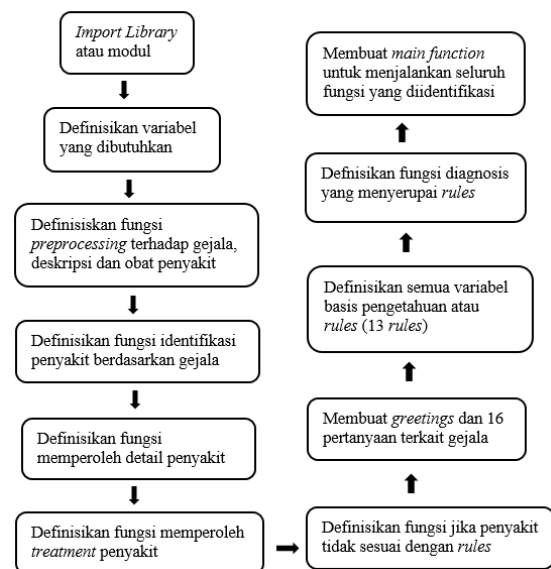 Import Library
atau modul
Definisikan variabel
yang dibutuhkan
Definisiskan fungsi
preprocessing terhadap gejala,
deskripsi dan obat penyakit
Definisikan fungsi identifikasi
penyakit berdasarkan gejala
Definisikan fungsi
memperoleh detail penyakit
Definisikan fungsi memperoleh
treatment penyakit
Definisikan fungsi jika penyakit
tidak sesuai dengan rules
Membuat greetings dan 16
pertanyaan terkait gejala
Definisikan semua variabel
basis pengetahuan atau
rules (13 rules)
Defnisikan fungsi diagnosis
yang menyerupai rules
Membuat main function
untuk menjalankan seluruh
fungsi yang diidentifikasi